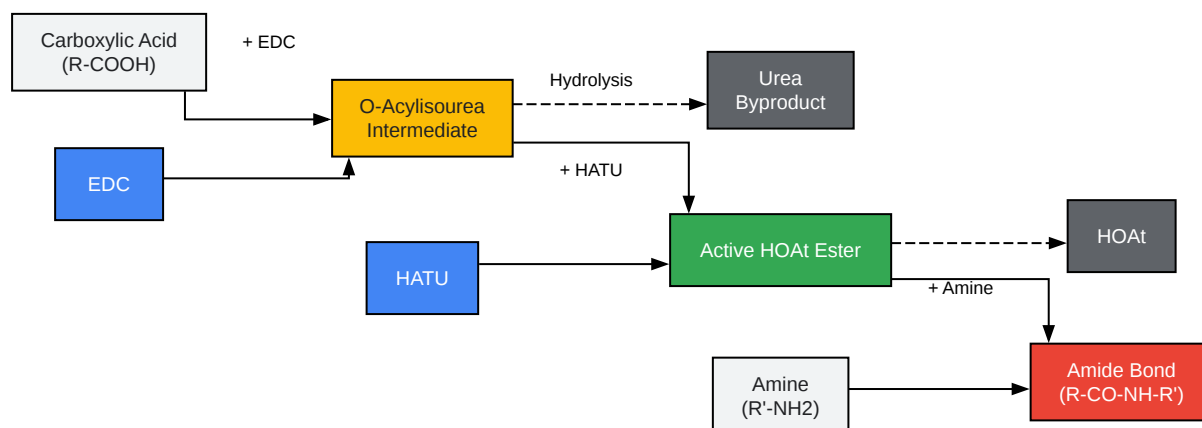 Carboxylic Acid
(R-COOH)
+ EDC
O-Acylisourea
Intermediate
Hydrolysis
Urea
Byproduct
EDC
+ HATU
HATU
Active HOAt Ester
HOAt
+ Amine
Amine
(R'-NH2)
Amide Bond
(R-CO-NH-R')